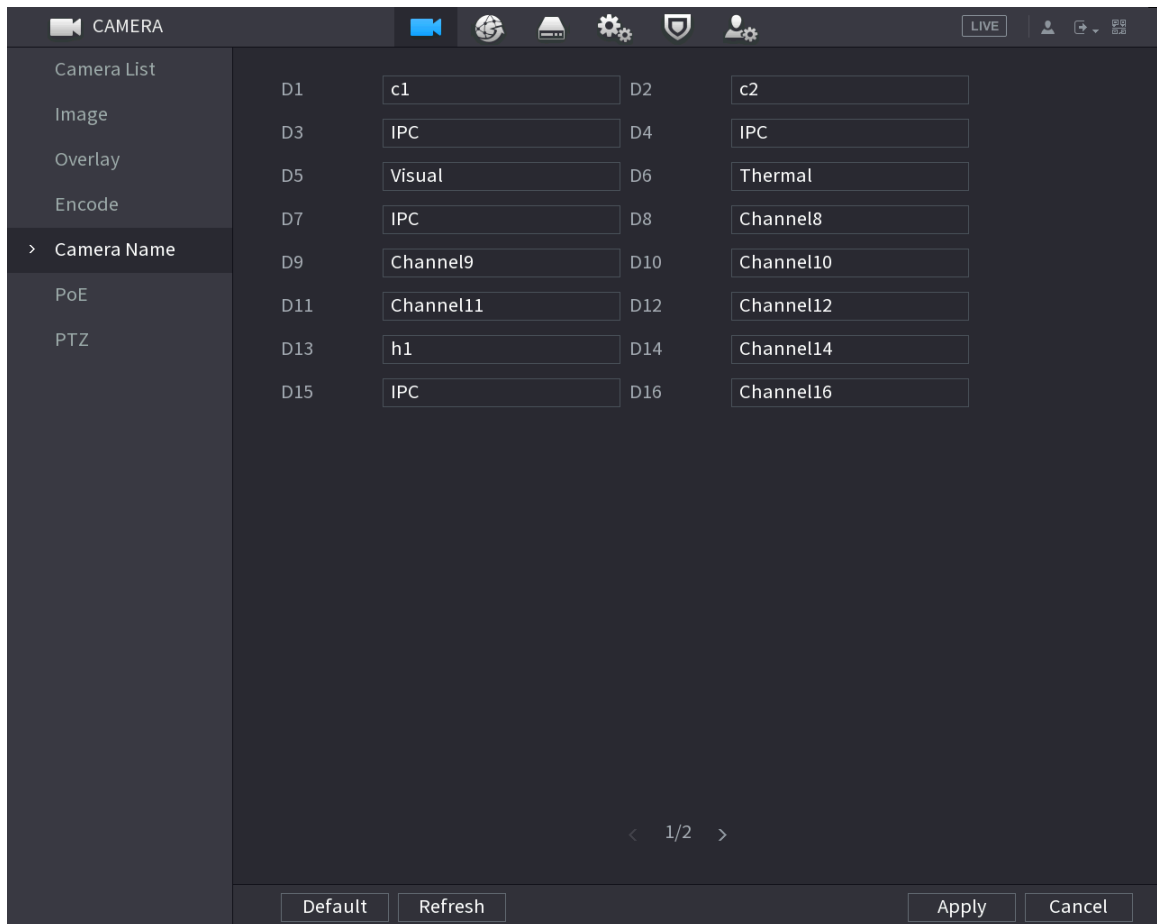 CAMERA LIVE
Camera List
Image
Overlay
Encode
> Camera Name
PoE
PTZ
D1 c1 D2 c2
D3 IPC D4 IPC
D5 Visual D6 Thermal
D7 IPC D8 Channel8
D9 Channel9 D10 Channel10
D11 Channel11 D12 Channel12
D13 h1 D14 Channel14
D15 IPC D16 Channel16
< 1/2 >
Default Refresh Apply Cancel